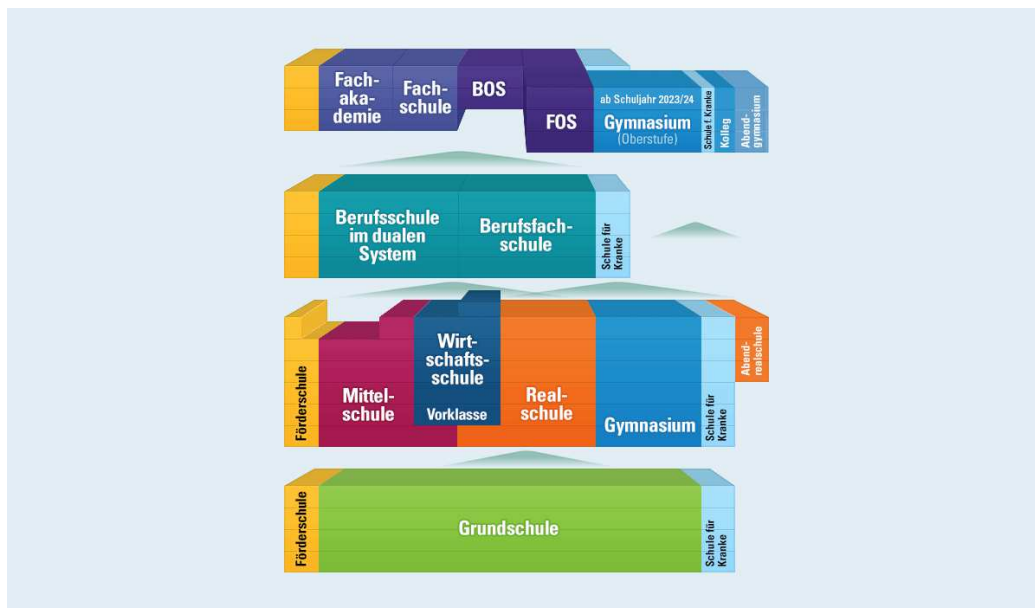 Fach-
aka-
demie
Fach-
schule
BOS
FOS
ab Schuljahr 2023/24
Gymnasium
(Oberstufe)
Schule f. Kranke
Kolleg
Abend-
gymnasium
Berufsschule
im dualen
System
Berufsfach-
schule
Schule für
Kranke
Förderschule
Mittel-
schule
Wirt-
schafts-
schule
Vorklasse
Real-
schule
Gymnasium
Schule für
Kranke
Abend-
realschule
Förderschule
Grundschule
Schule für
Kranke